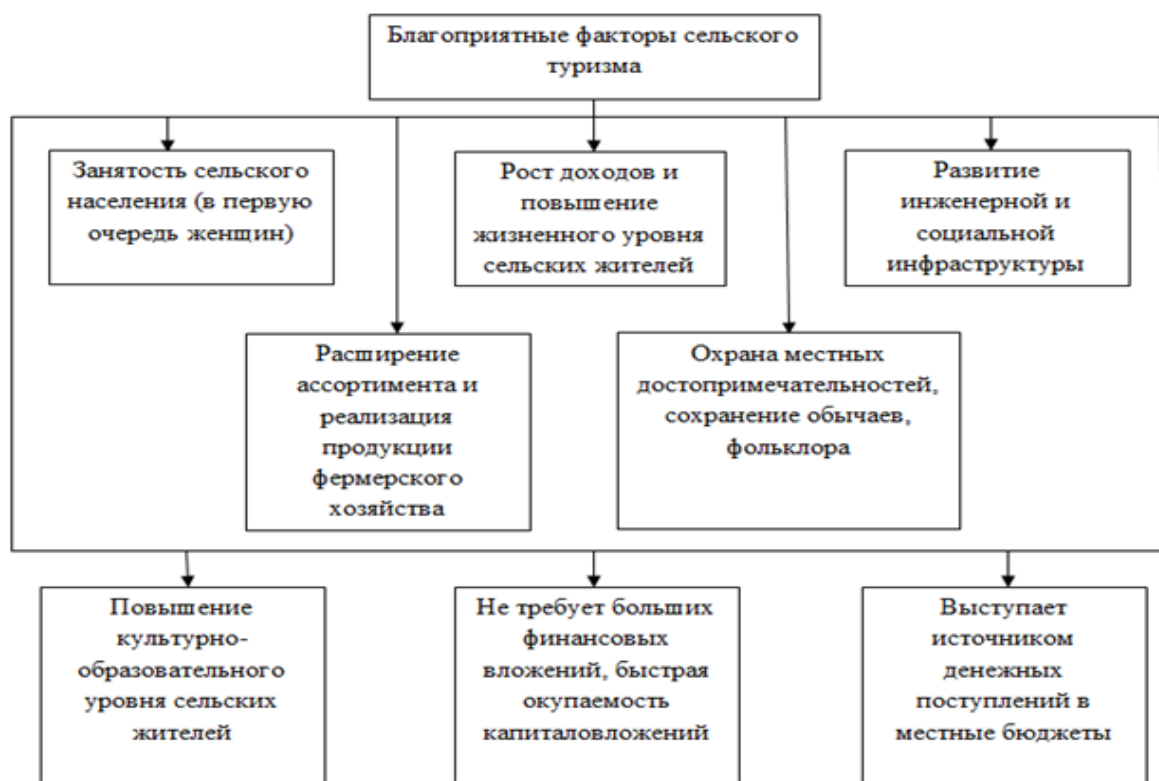 Благоприятные факторы сельского
туризма
Занятость сельского
населения (в первую
очередь женщин)
Рост доходов и
повышение
жизненного уровня
сельских жителей
Развитие
инженерной и
социальной
инфраструктуры
Расширение
ассортимента и
реализация
продукции
фермерского
хозяйства
Охрана местных
достопримечательностей,
сохранение обычаев,
фольклора
Повышение
культурно-
образовательного
уровня сельских
жителей
Не требует больших
финансовых
вложений, быстрая
окупаемость
капиталовложений
Выступает
источником
денежных
поступлений в
местные бюджеты